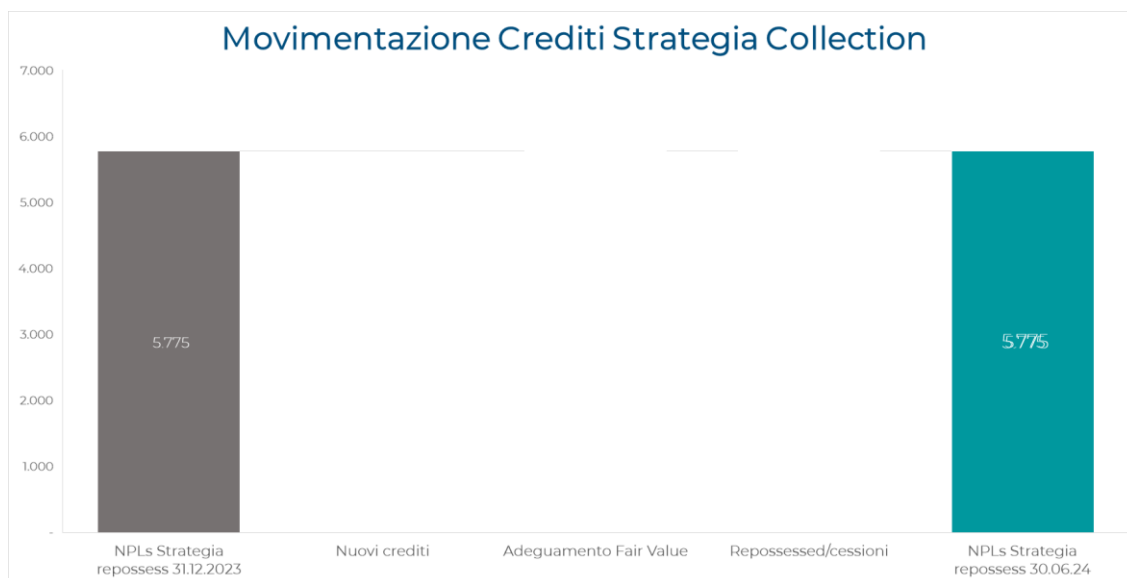 Movimentazione Crediti Strategia Collection
7.000
6.000
5.000
4.000
3.000
2.000
1.000
-
5.775
5.775
NPLs Strategia
repossess 31.12.2023
Nuovi crediti
Adeguamento Fair Value
Repossessed/cessioni
NPLs Strategia
repossess 30.06.24